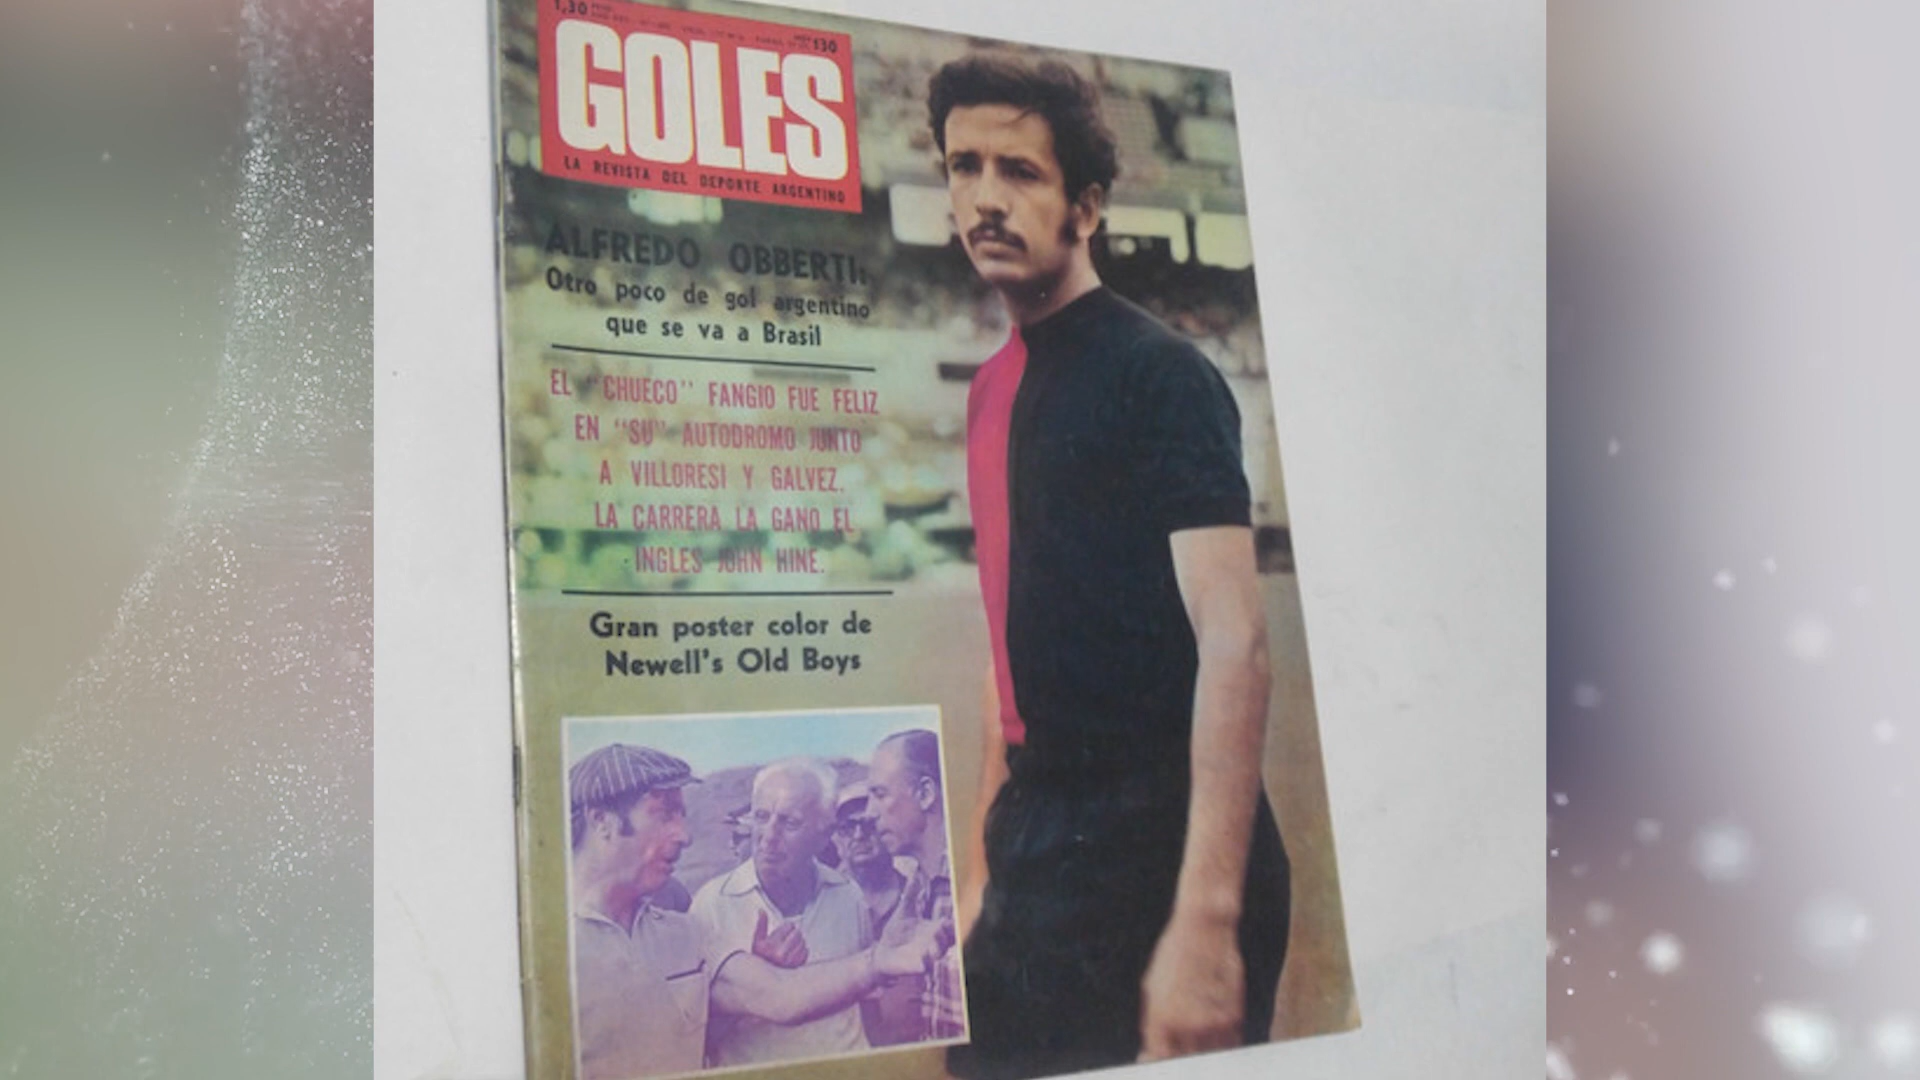 1,30
130
GOLES
LA REVISTA DEL DEPORTE ARGENTINO
ALFREDO OBBERTI:
Otro poco de gol argentino
que se va a Brasil
EL "CHUECO" FANGIO FUE FELIZ
EN "SU" AUTODROMO JUNTO
A VILLORESI Y GALVEZ.
LA CARRERA LA GANO EL
INGLES JOHN HINE.
Gran poster color de
Newell's Old Boys